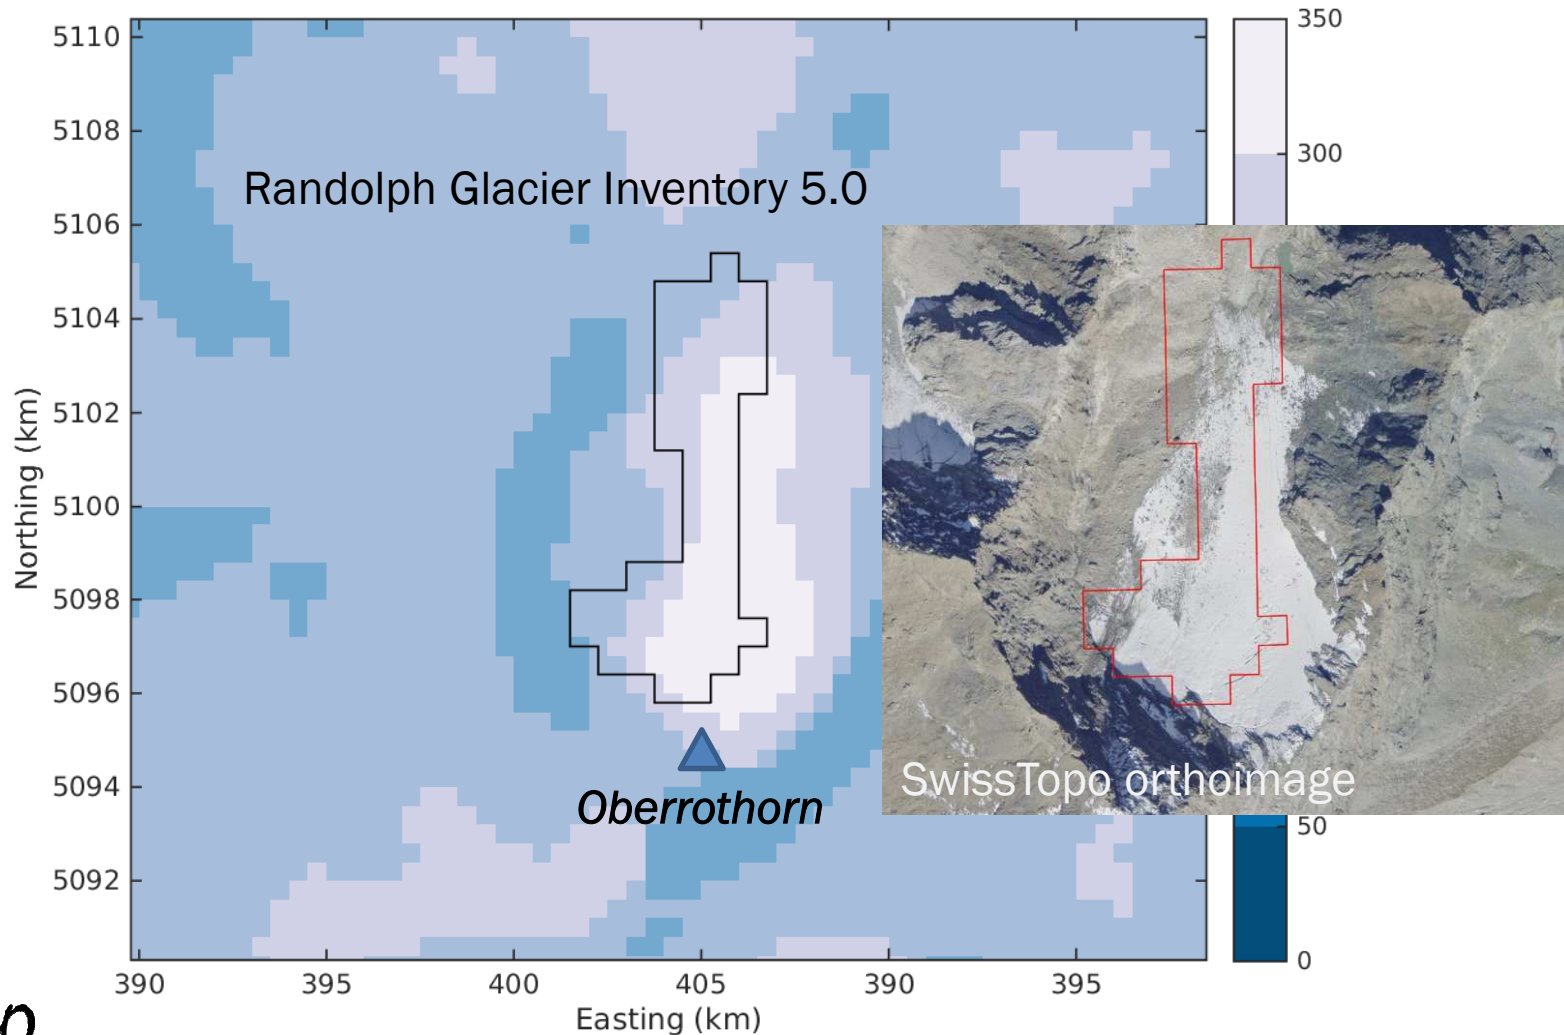 350
5110
5108
300
Randolph Glacier Inventory 5.0
5106
5104
5102
Northing (km)
5100
5098
5096
SwissTopo orthoimage
5094
Oberrothorn
50
5092
0
390 395 400 405 390 395
Easting (km)